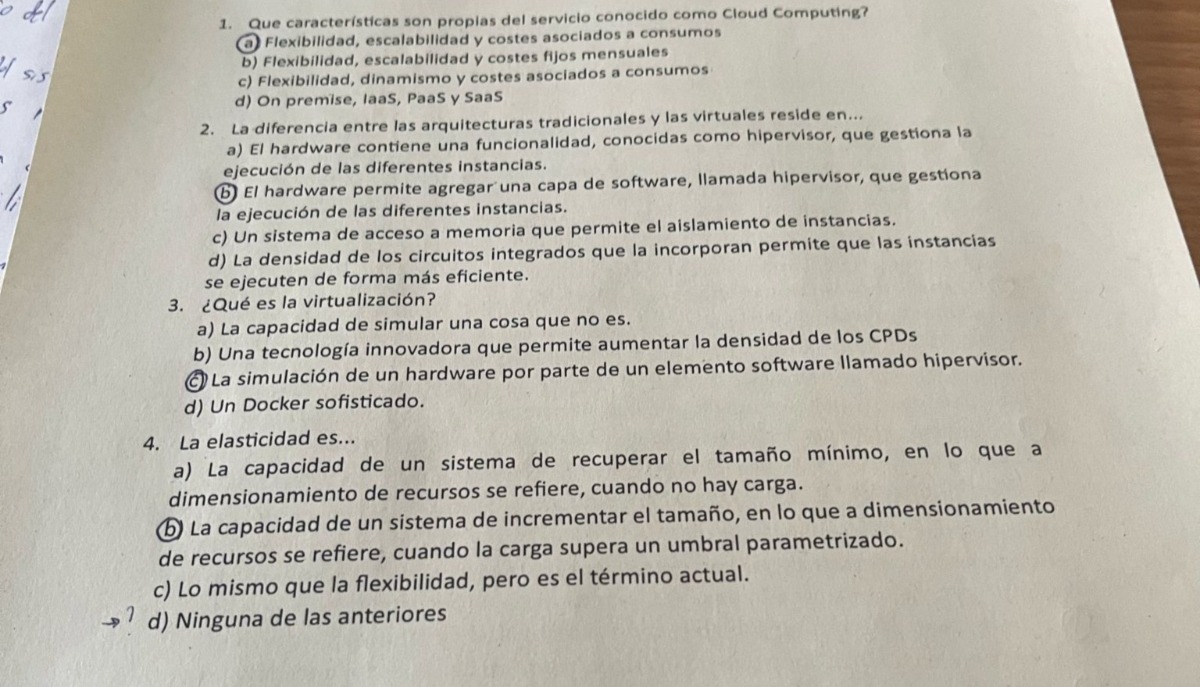 o del
sis
s
li
1. Que características son propias del servicio conocido como Cloud Computing?
a) Flexibilidad, escalabilidad y costes asociados a consumos
b) Flexibilidad, escalabilidad y costes fijos mensuales
c) Flexibilidad, dinamismo y costes asociados a consumos
d) On premise, IaaS, PaaS y SaaS
2. La diferencia entre las arquitecturas tradicionales y las virtuales reside en...
a) El hardware contiene una funcionalidad, conocidas como hipervisor, que gestiona la
ejecución de las diferentes instancias.
b) El hardware permite agregar una capa de software, llamada hipervisor, que gestiona
la ejecución de las diferentes instancias.
c) Un sistema de acceso a memoria que permite el aislamiento de instancias.
d) La densidad de los circuitos integrados que la incorporan permite que las instancias
se ejecuten de forma más eficiente.
3. ¿Qué es la virtualización?
a) La capacidad de simular una cosa que no es.
b) Una tecnología innovadora que permite aumentar la densidad de los CPDs
c) La simulación de un hardware por parte de un elemento software llamado hipervisor.
d) Un Docker sofisticado.
4. La elasticidad es...
a) La capacidad de un sistema de recuperar el tamaño mínimo, en lo que a
dimensionamiento de recursos se refiere, cuando no hay carga.
b) La capacidad de un sistema de incrementar el tamaño, en lo que a dimensionamiento
de recursos se refiere, cuando la carga supera un umbral parametrizado.
c) Lo mismo que la flexibilidad, pero es el término actual.
→? d) Ninguna de las anteriores